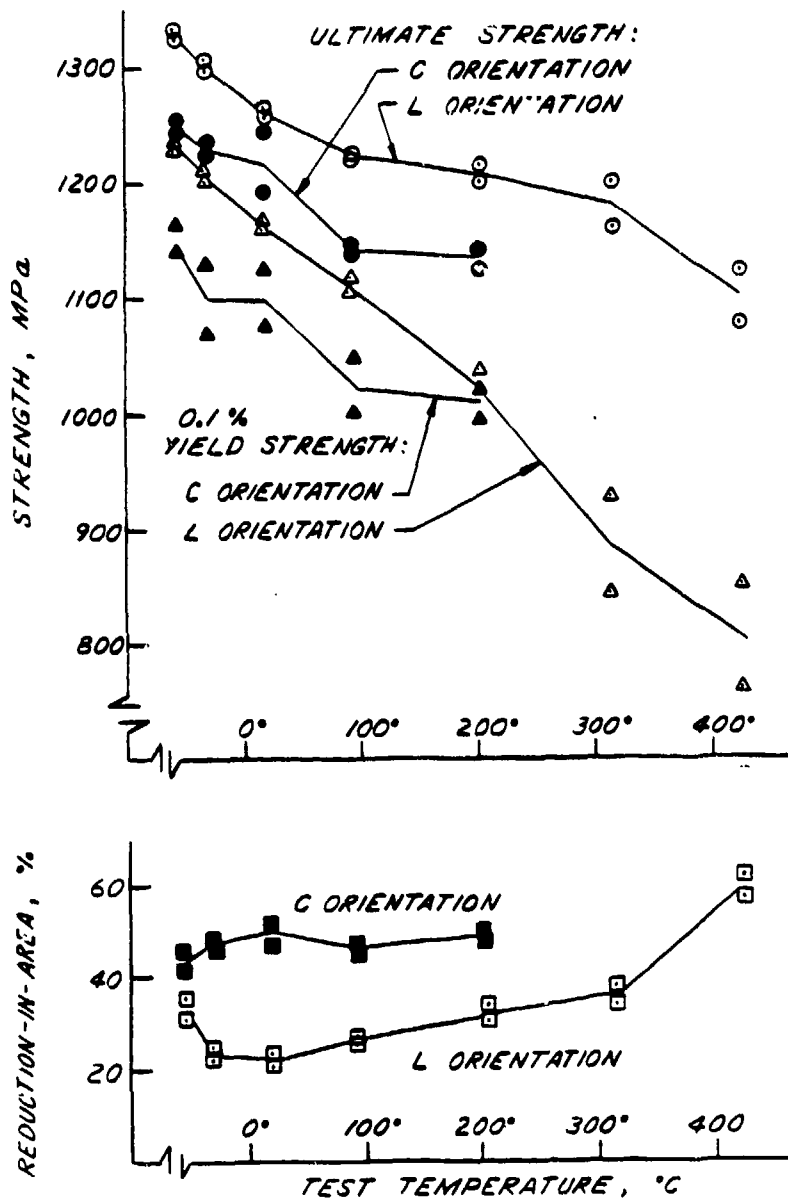 ULTIMATE STRENGTH:
C ORIENTATION
L ORIENTATION
1300
1200
1100
1000
900
800
STRENGTH, MPa
0.1%
YIELD STRENGTH:
C ORIENTATION
L ORIENTATION
0° 100° 200° 300° 400°
REDUCTION-IN-AREA, %
60
40
20
C ORIENTATION
L ORIENTATION
0° 100° 200° 300° 400°
TEST TEMPERATURE, °C